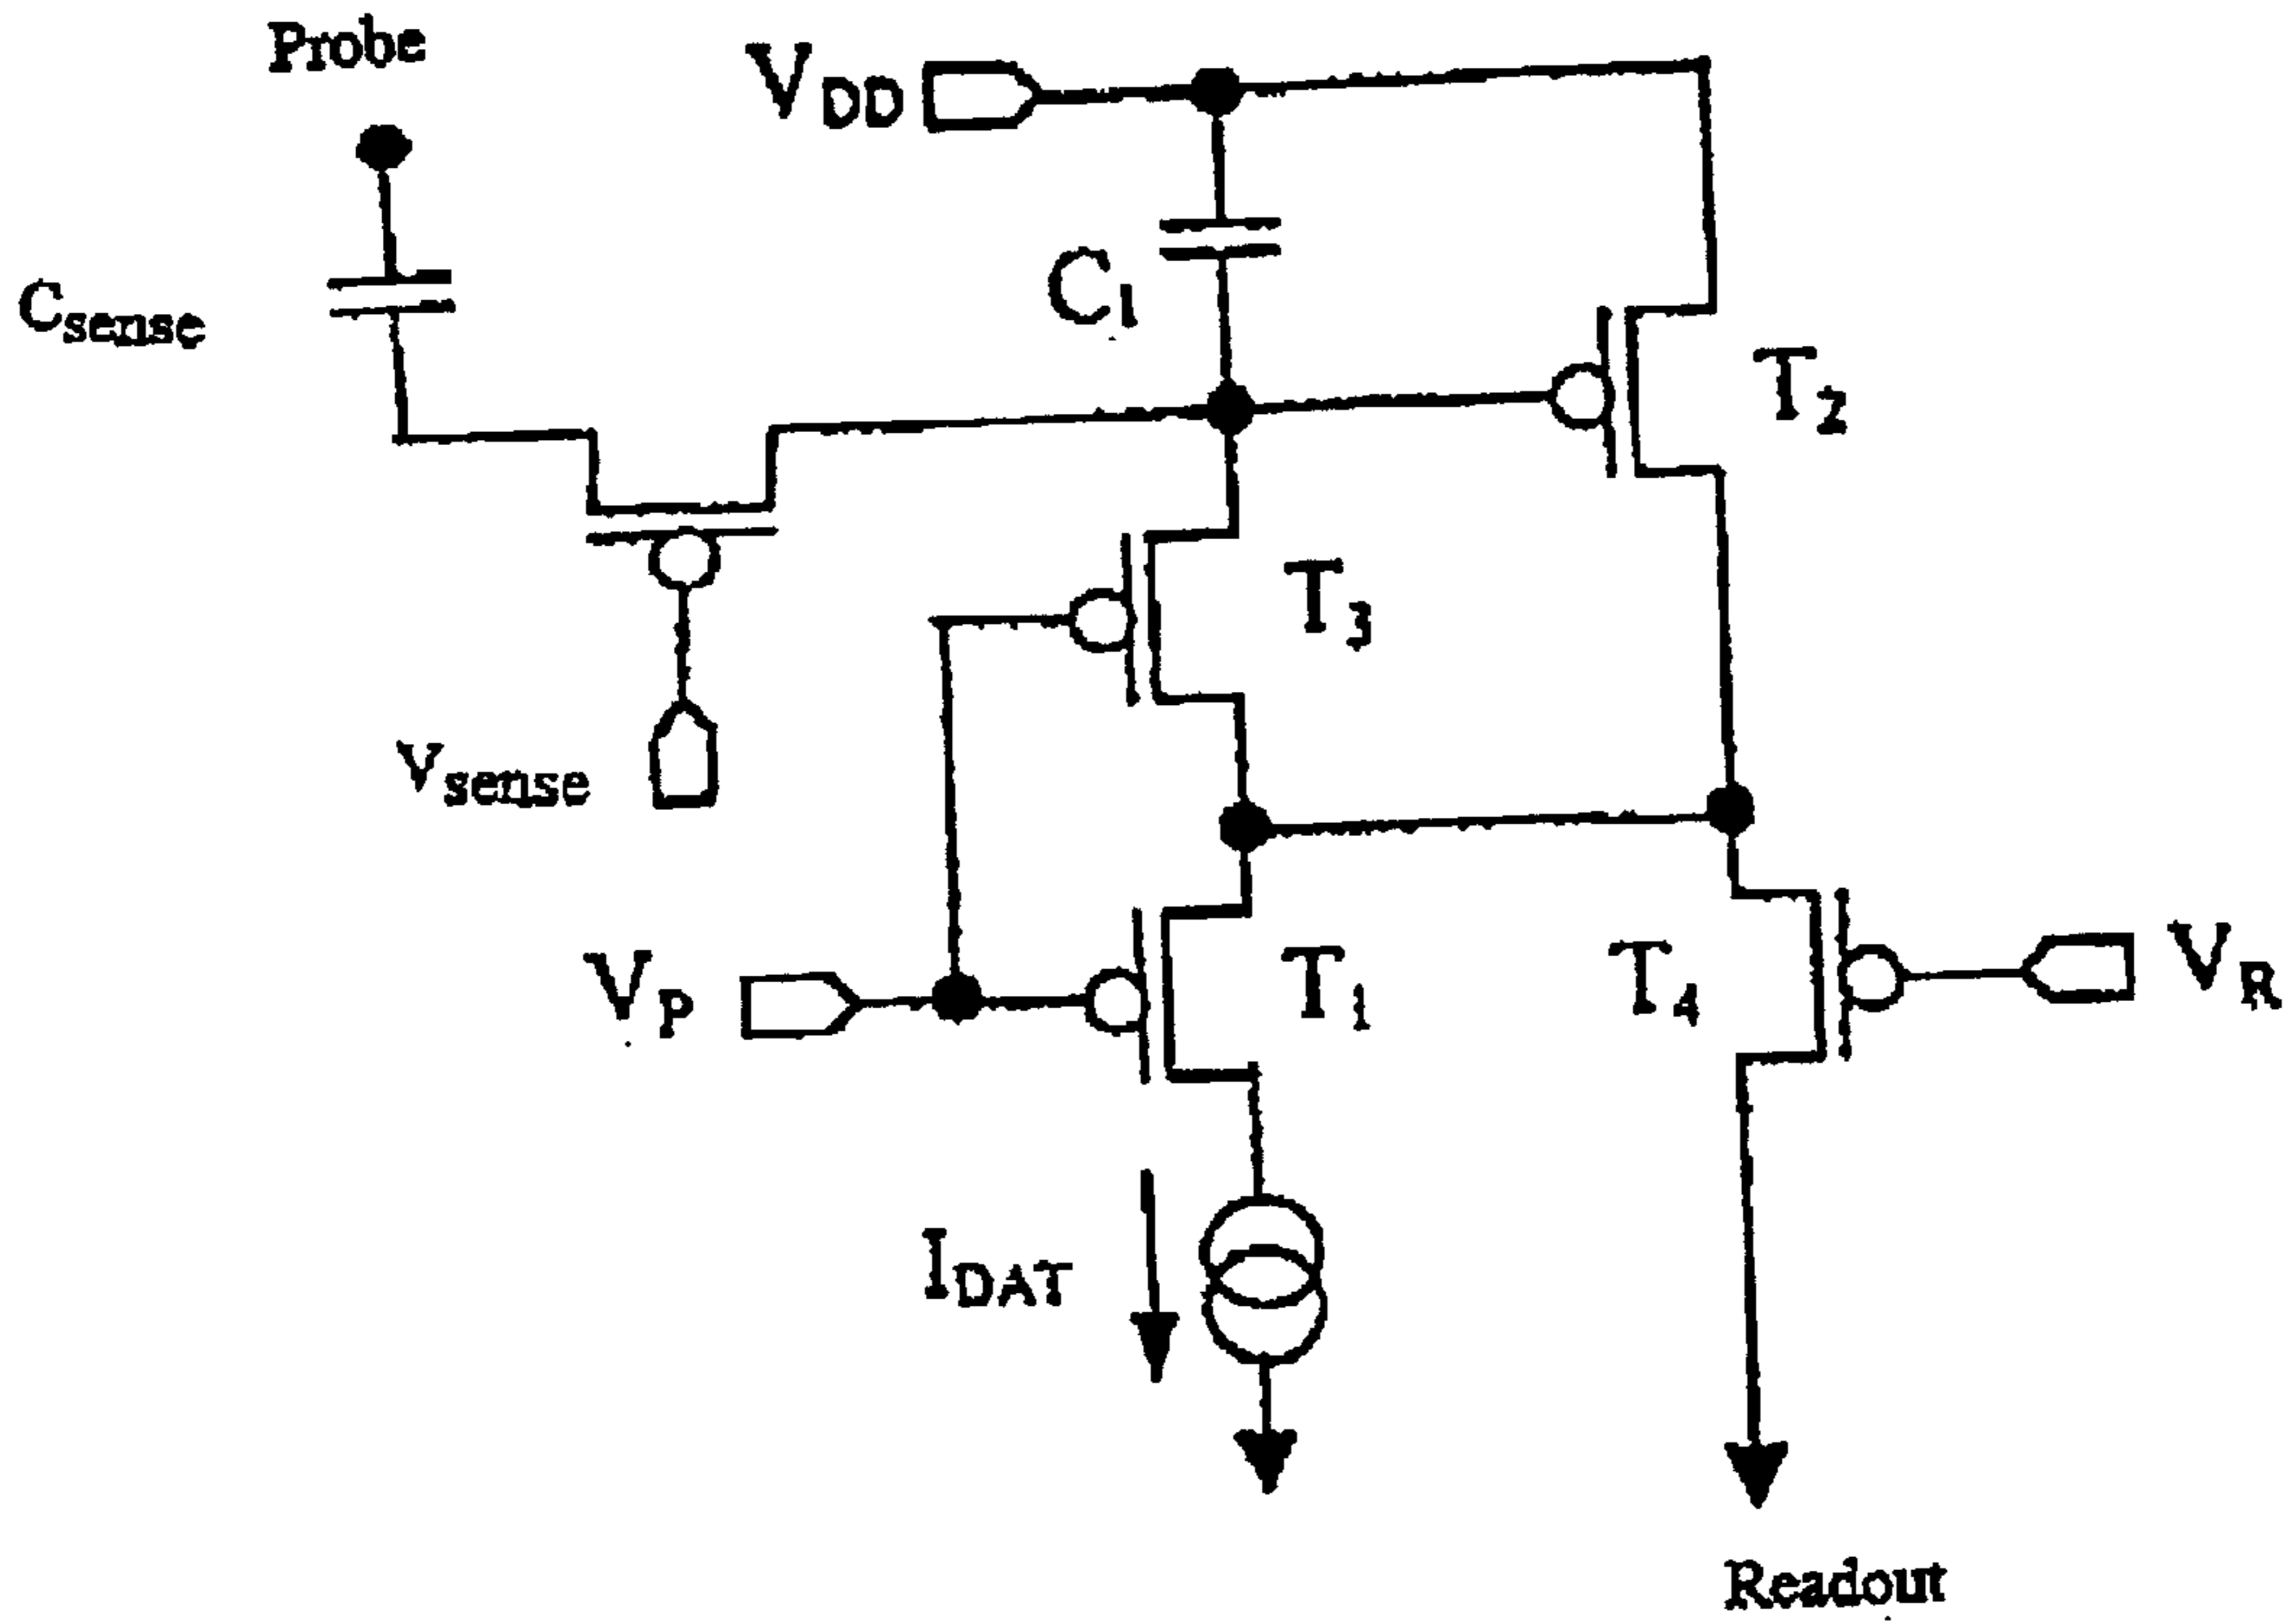 Probe
VDD
Csense
C1
T2
T3
Vsense
VP
T1
T4
VR
IDAT
Readout